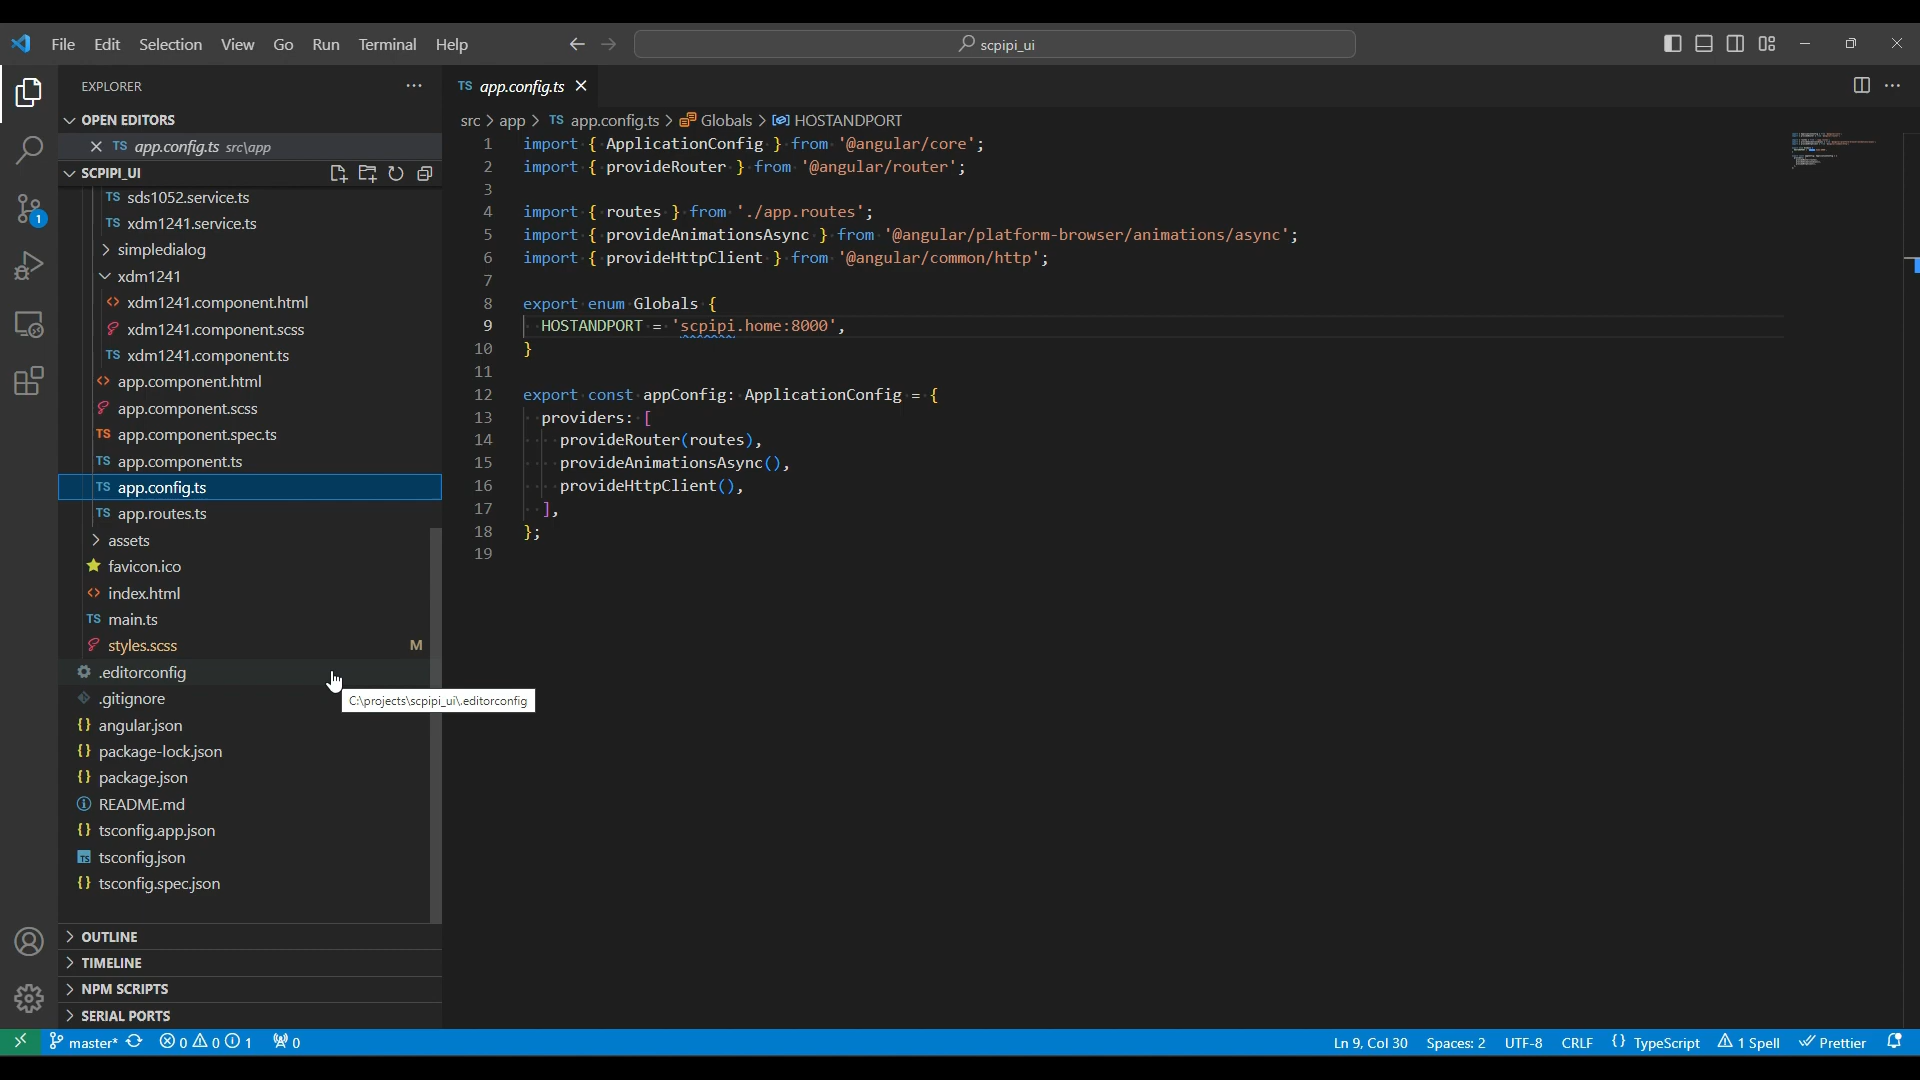 File Edit Selection View Go Run Terminal Help
scpipi_ui
EXPLORER
OPEN EDITORS
TS app.config.ts src\app
SCPIPI_UI
TS sds1052.service.ts
TS xdm1241.service.ts
simpledialog
xdm1241
<> xdm1241.component.html
xdm1241.component.scss
TS xdm1241.component.ts
<> app.component.html
app.component.scss
TS app.component.spec.ts
TS app.component.ts
TS app.config.ts
TS app.routes.ts
assets
favicon.ico
<> index.html
TS main.ts
styles.scss M
.editorconfig
.gitignore
{} angular.json
{} package-lock.json
{} package.json
README.md
{} tsconfig.app.json
TS tsconfig.json
{} tsconfig.spec.json
OUTLINE
TIMELINE
NPM SCRIPTS
SERIAL PORTS
C:\projects\scpipi_ui\.editorconfig
TS app.config.ts
src > app > TS app.config.ts > Globals > HOSTANDPORT
1 import { ApplicationConfig } from '@angular/core';
2 import { provideRouter } from '@angular/router';
3
4 import { routes } from './app.routes';
5 import { provideAnimationsAsync } from '@angular/platform-browser/animations/async';
6 import { provideHttpClient } from '@angular/common/http';
7
8 export enum Globals {
9 HOSTANDPORT = 'scpipi.home:8000',
10 }
11
12 export const appConfig: ApplicationConfig = {
13 providers: [
14 provideRouter(routes),
15 provideAnimationsAsync(),
16 provideHttpClient(),
17 ],
18 };
19
1
master* 0 0 1 0
Ln 9, Col 30 Spaces: 2 UTF-8 CRLF {} TypeScript 1 Spell Prettier